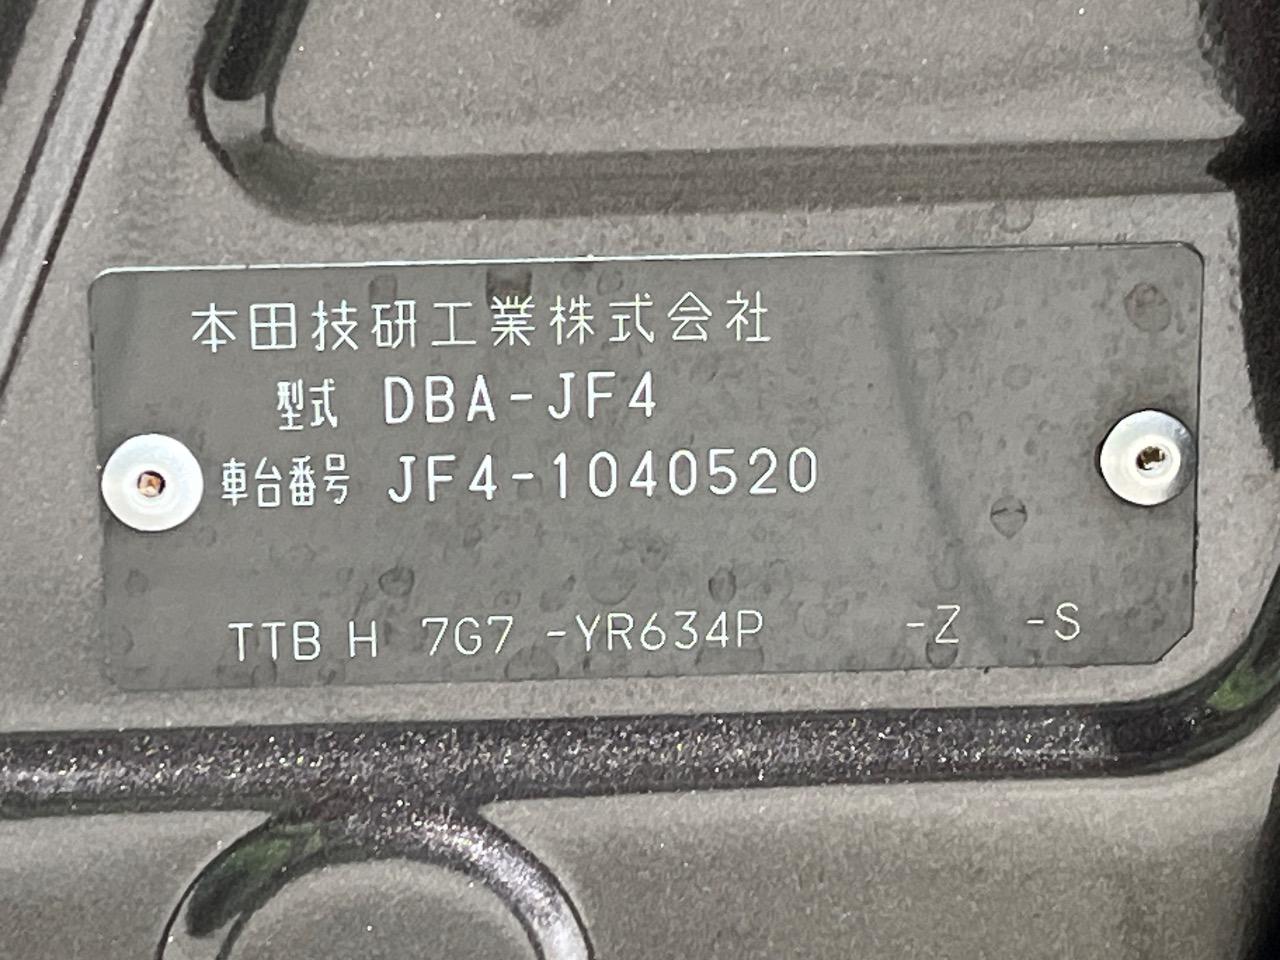 本田技研工業株式会社
型式 DBA-JF4
車台番号 JF4-1040520
TTB H 7G7 -YR634P -Z -S